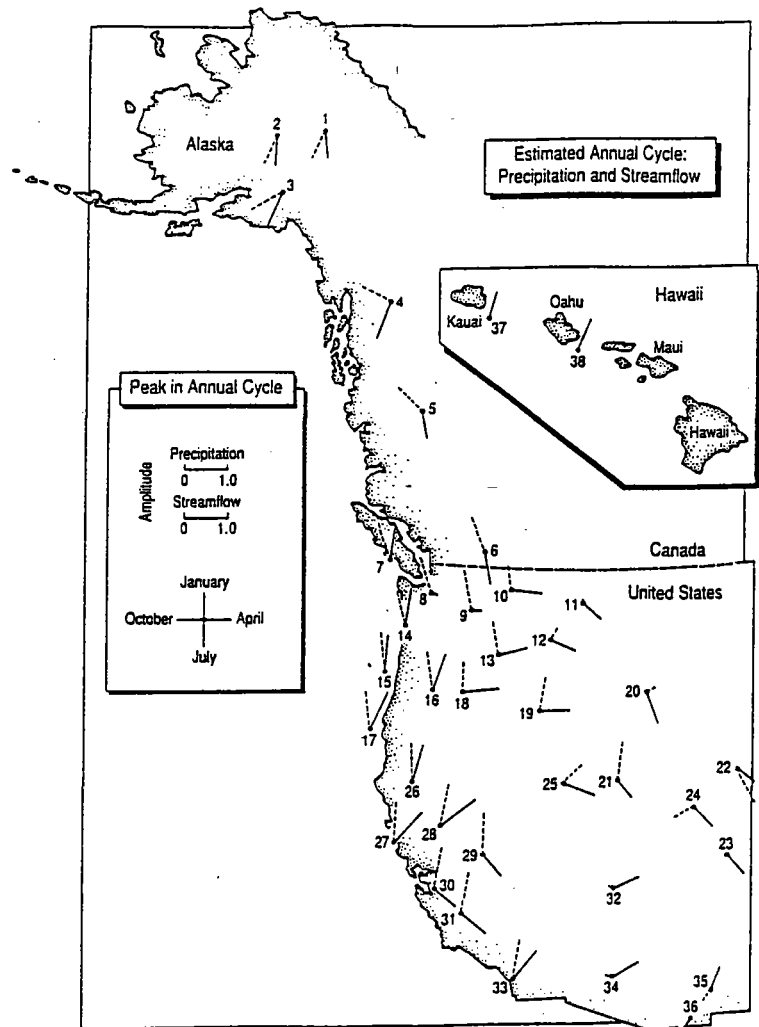 2
1
Alaska
Estimated Annual Cycle:
Precipitation and Streamflow
3
Hawaii
Oahu
Kauai
37
4
Maui
38
Peak in Annual Cycle
5
Hawaii
Precipitation
0 1.0
Amplitude
Streamflow
0 1.0
6
Canada
7
January
October April
July
8
9
10
United States
11
14
12
13
15
16
18
20
19
17
22
26
25
21
24
28
27
29
23
30
32
31
33
34
35
36